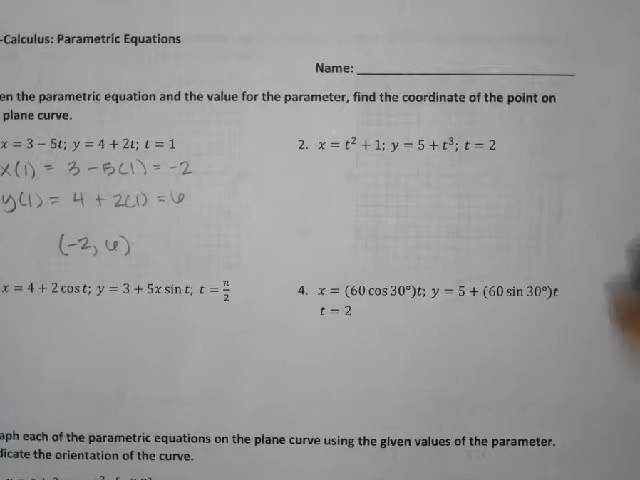 -Calculus: Parametric Equations
Name:
en the parametric equation and the value for the parameter, find the coordinate of the point on
plane curve.
x = 3 − 5t; y = 4 + 2t; t = 1
x(1) = 3 - 5(1) = -2
y(1) = 4 + 2(1) = 6
(-2, 6)
2. x = t² + 1; y = 5 + t³; t = 2
x = 4 + 2 cos t; y = 3 + 5x sin t; t = π/2
4. x = (60 cos 30°)t; y = 5 + (60 sin 30°)t
t = 2
aph each of the parametric equations on the plane curve using the given values of the parameter.
dicate the orientation of the curve.